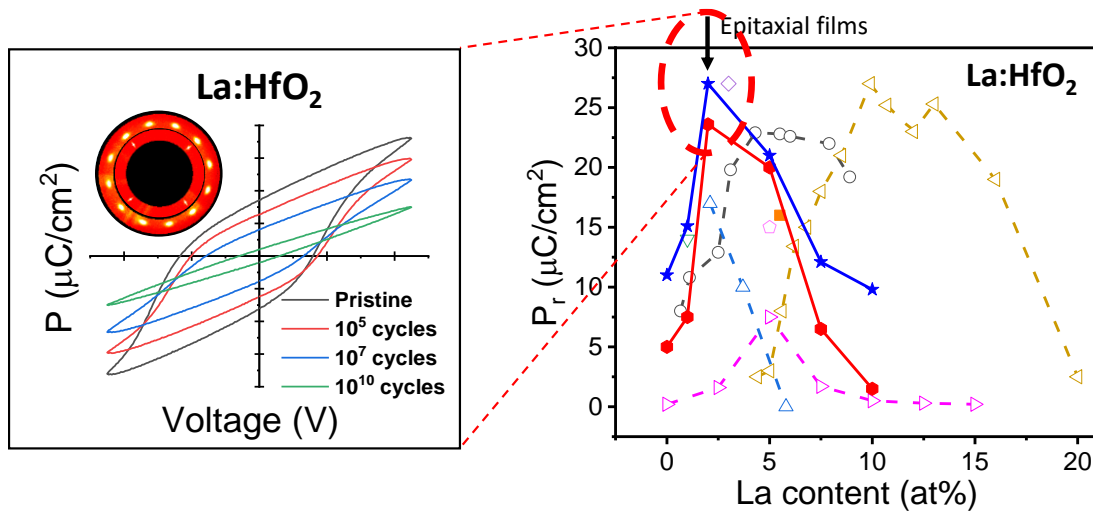 La:HfO₂
P (μC/cm²)
Pristine
10⁵ cycles
10⁷ cycles
10¹⁰ cycles
Voltage (V)
Epitaxial films
La:HfO₂
Pᵣ (μC/cm²)
30
25
20
15
10
5
0
0 5 10 15 20
La content (at%)